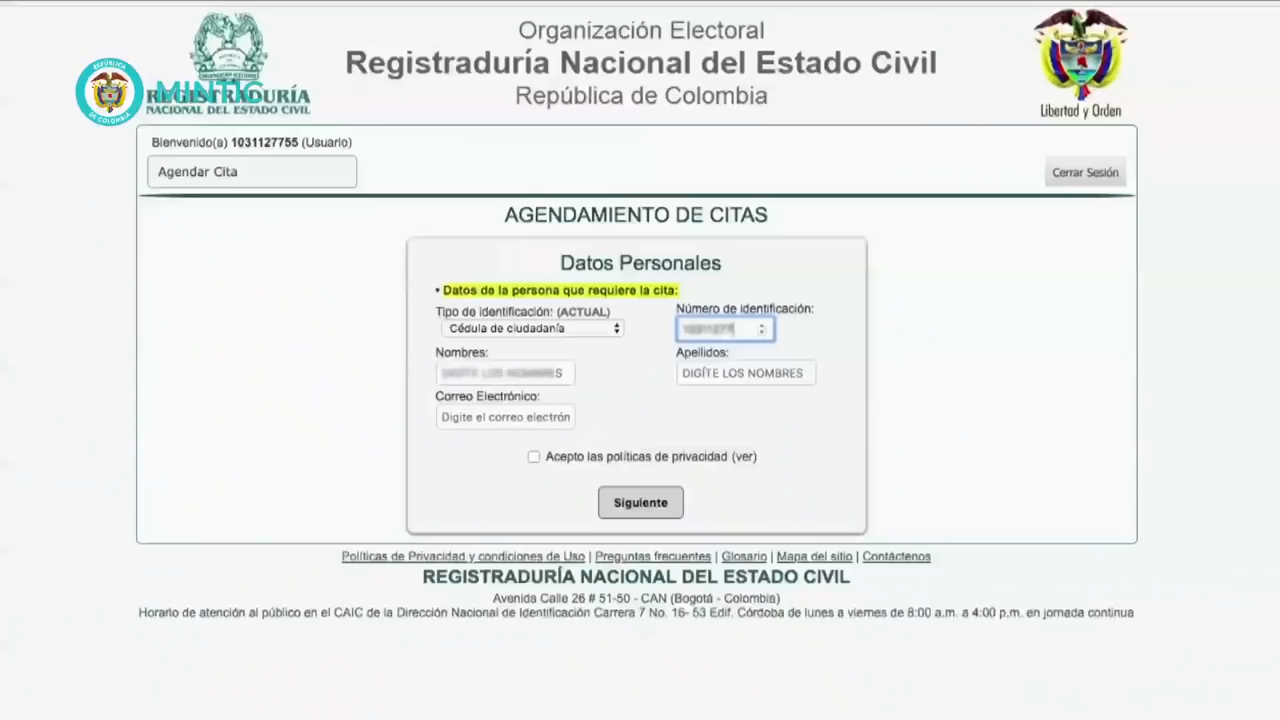 Organización Electoral
Registraduría Nacional del Estado Civil
República de Colombia
REPÚBLICA DE COLOMBIA
MINTIC
REGISTRADURÍA
NACIONAL DEL ESTADO CIVIL
Libertad y Orden
Bienvenido(a) 1031127755 (Usuario)
Agendar Cita
Cerrar Sesión
AGENDAMIENTO DE CITAS
Datos Personales
• Datos de la persona que requiere la cita:
Tipo de identificación: (ACTUAL)
Número de identificación:
Cédula de ciudadanía
Nombres:
Apellidos:
DIGÍTE LOS NOMBRES
Correo Electrónico:
Digite el correo electrón
Acepto las políticas de privacidad (ver)
Siguiente
Políticas de Privacidad y condiciones de Uso | Preguntas frecuentes | Glosario | Mapa del sitio | Contáctenos
REGISTRADURÍA NACIONAL DEL ESTADO CIVIL
Avenida Calle 26 # 51-50 - CAN (Bogotá - Colombia)
Horario de atención al público en el CAIC de la Dirección Nacional de Identificación Carrera 7 No. 16- 53 Edif. Córdoba de lunes a viernes de 8:00 a.m. a 4:00 p.m. en jornada continua